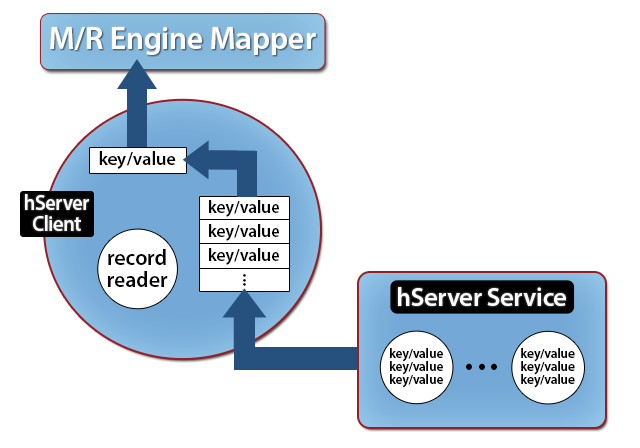 M/R Engine Mapper
key/value
hServer
Client
key/value
key/value
key/value
⋮
record
reader
hServer Service
key/value
key/value
key/value
•••
key/value
key/value
key/value